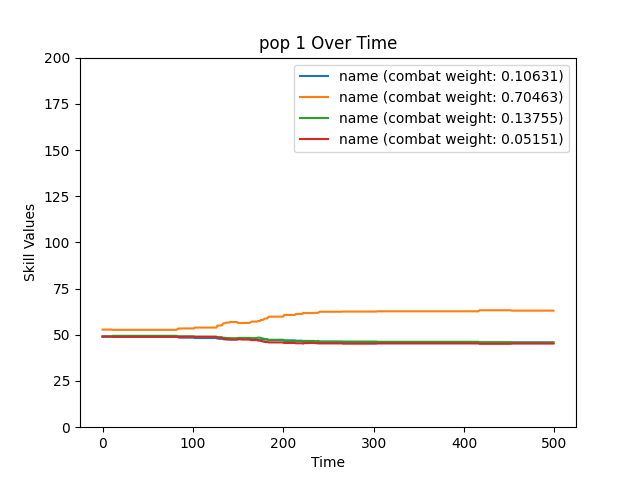 pop 1 Over Time
name (combat weight: 0.10631)
name (combat weight: 0.70463)
name (combat weight: 0.13755)
name (combat weight: 0.05151)
200
175
150
125
100
75
50
25
0
Skill Values
0 100 200 300 400 500
Time